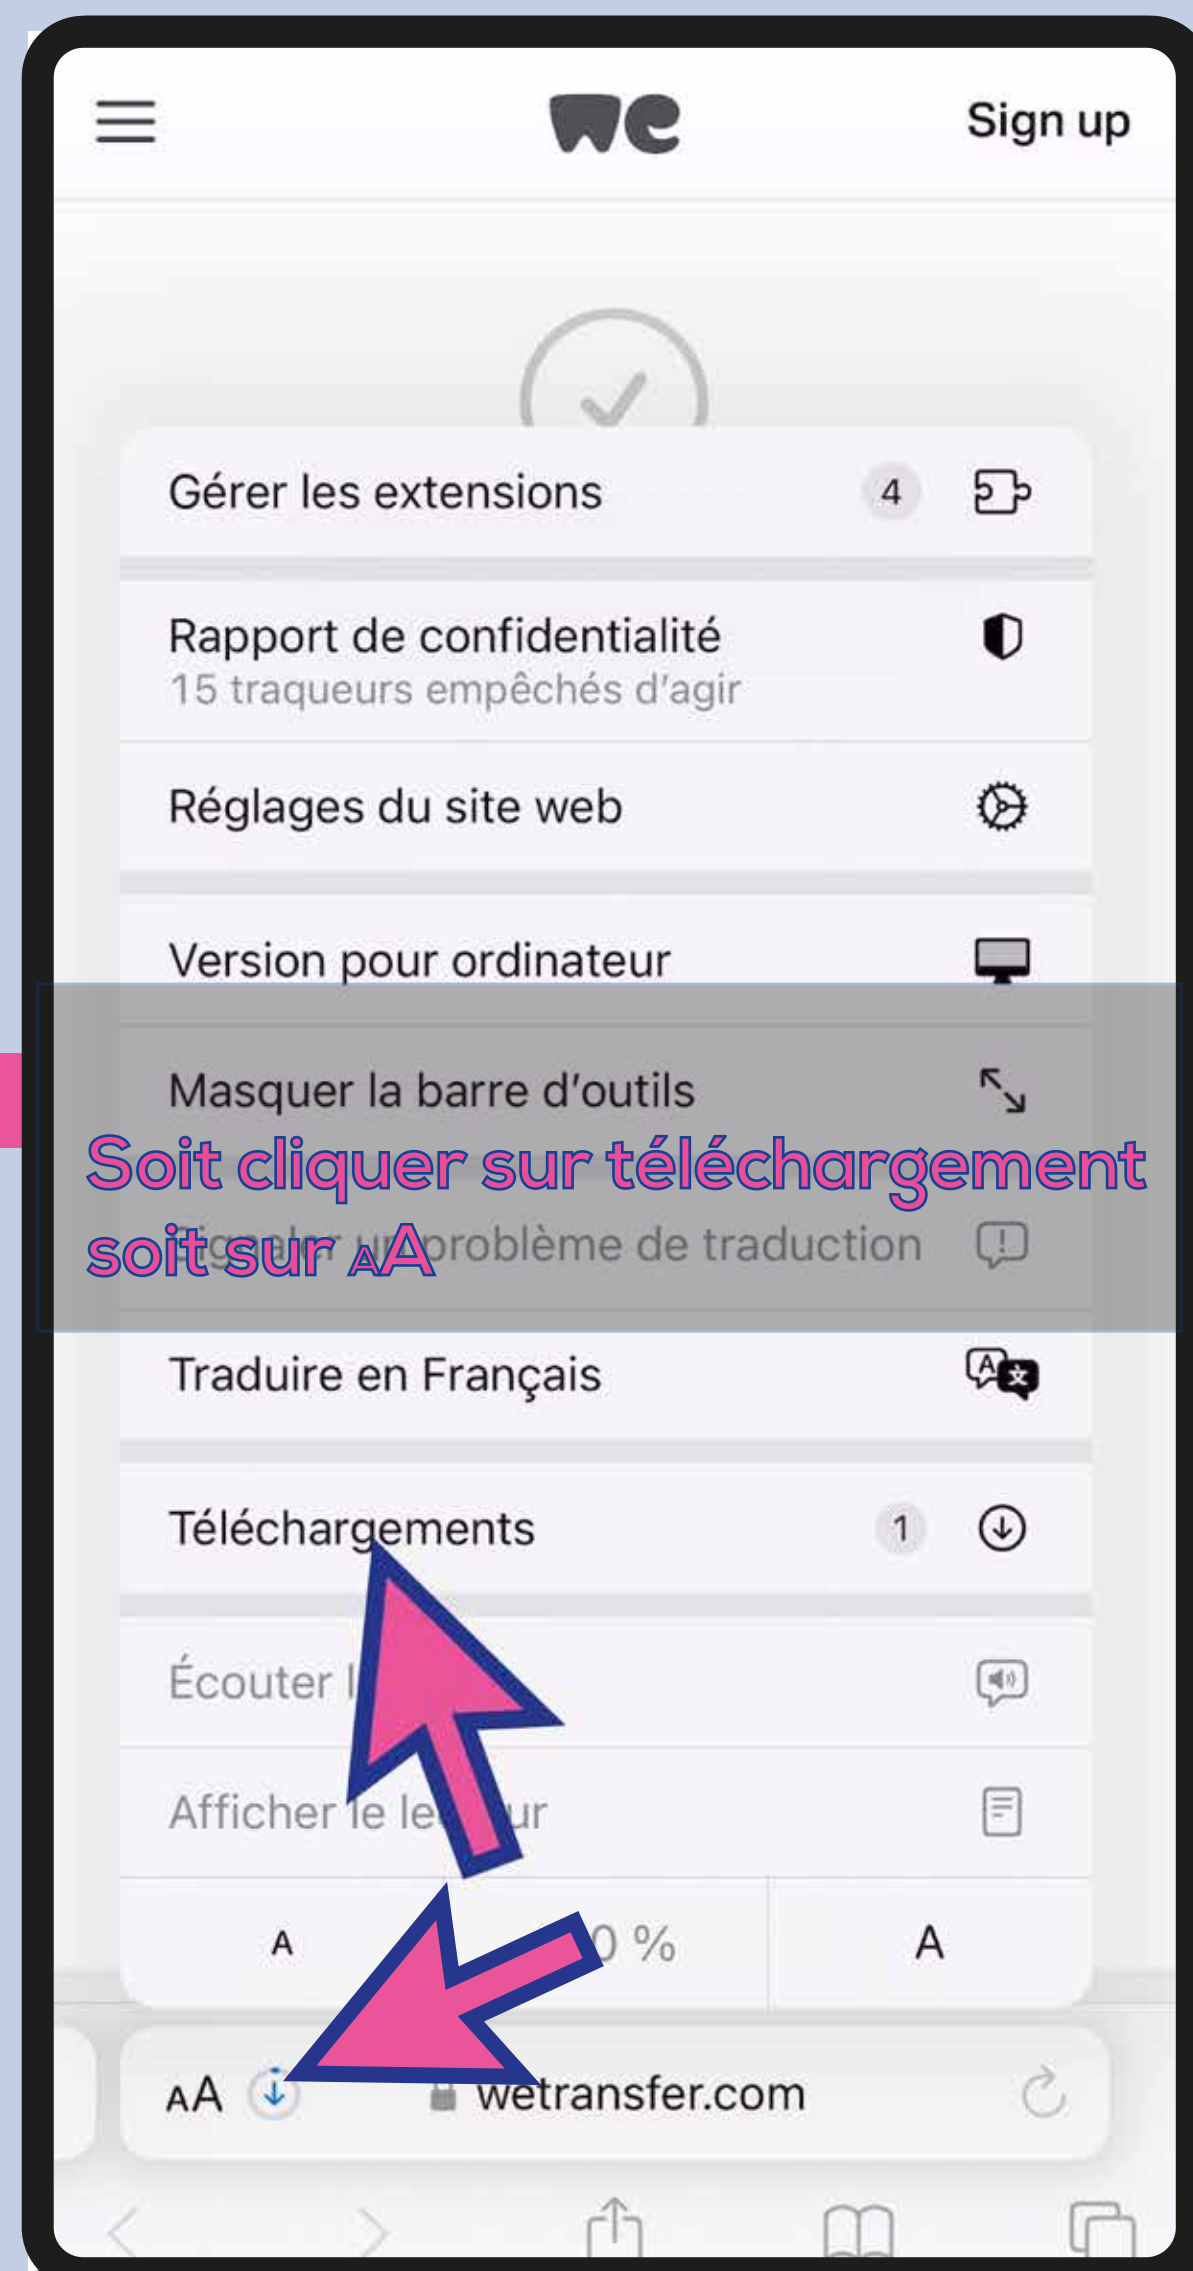 we
Sign up
Gérer les extensions 4
Rapport de confidentialité
15 traqueurs empêchés d'agir
Réglages du site web
Version pour ordinateur
Masquer la barre d'outils
Soit cliquer sur téléchargement
soit sur AA
problème de traduction
Traduire en Français
Téléchargements 1
Écouter
Afficher le
A % A
AA wetransfer.com